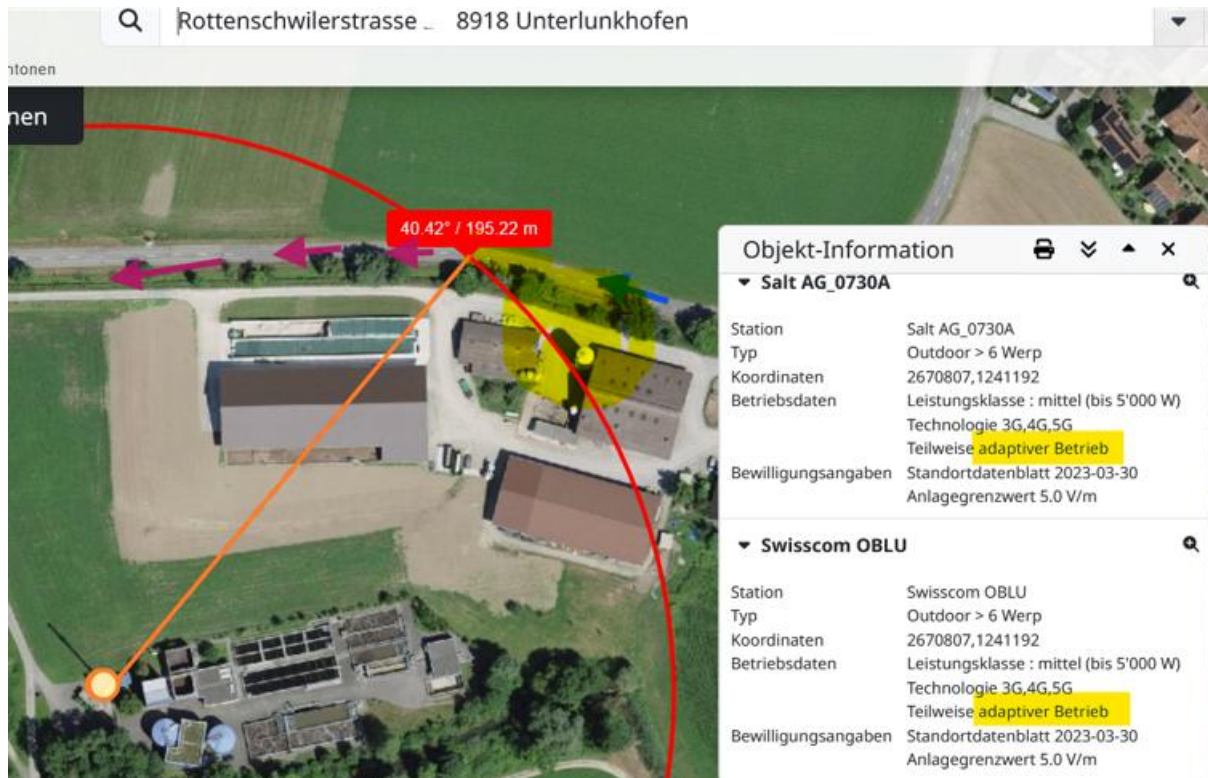 Rottenschwilerstrasse 8918 Unterlunkhofen
ntonen
nen
40.42° / 195.22 m
Objekt-Information
Salt AG_0730A
Station Salt AG_0730A
Typ Outdoor > 6 Werp
Koordinaten 2670807,1241192
Betriebsdaten Leistungsklasse : mittel (bis 5'000 W)
Technologie 3G,4G,5G
Teilweise adaptiver Betrieb
Bewilligungsangaben Standortdatenblatt 2023-03-30
Anlagegrenzwert 5.0 V/m
Swisscom OBLU
Station Swisscom OBLU
Typ Outdoor > 6 Werp
Koordinaten 2670807,1241192
Betriebsdaten Leistungsklasse : mittel (bis 5'000 W)
Technologie 3G,4G,5G
Teilweise adaptiver Betrieb
Bewilligungsangaben Standortdatenblatt 2023-03-30
Anlagegrenzwert 5.0 V/m